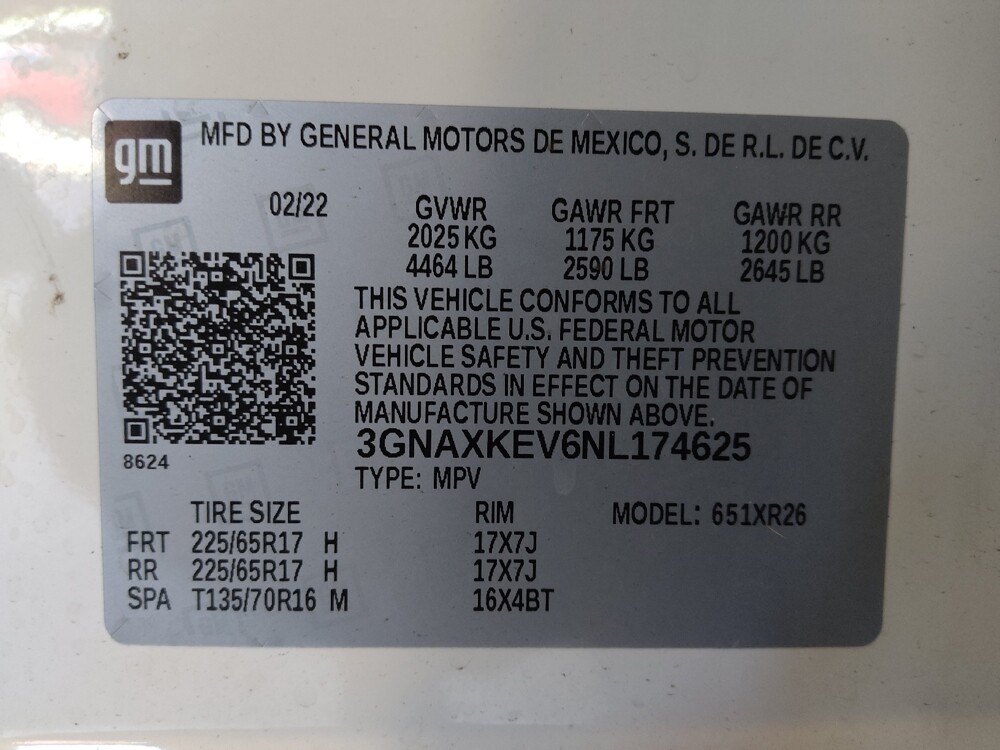 gm
MFD BY GENERAL MOTORS DE MEXICO, S. DE R.L. DE C.V.
02/22 GVWR GAWR FRT GAWR RR
2025 KG 1175 KG 1200 KG
4464 LB 2590 LB 2645 LB
THIS VEHICLE CONFORMS TO ALL
APPLICABLE U.S. FEDERAL MOTOR
VEHICLE SAFETY AND THEFT PREVENTION
STANDARDS IN EFFECT ON THE DATE OF
MANUFACTURE SHOWN ABOVE.
3GNAXKEV6NL174625
8624
TYPE: MPV
TIRE SIZE RIM MODEL: 651XR26
FRT 225/65R17 H 17X7J
RR 225/65R17 H 17X7J
SPA T135/70R16 M 16X4BT